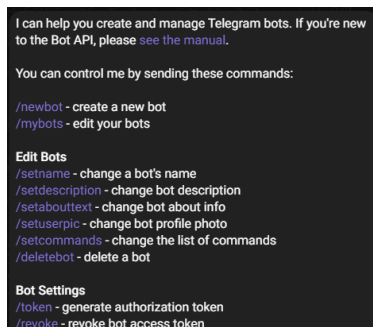 I can help you create and manage Telegram bots. If you're new
to the Bot API, please see the manual.
You can control me by sending these commands:
/newbot - create a new bot
/mybots - edit your bots
Edit Bots
/setname - change a bot's name
/setdescription - change bot description
/setabouttext - change bot about info
/setuserpic - change bot profile photo
/setcommands - change the list of commands
/deletebot - delete a bot
Bot Settings
/token - generate authorization token
/revoke - revoke bot access token